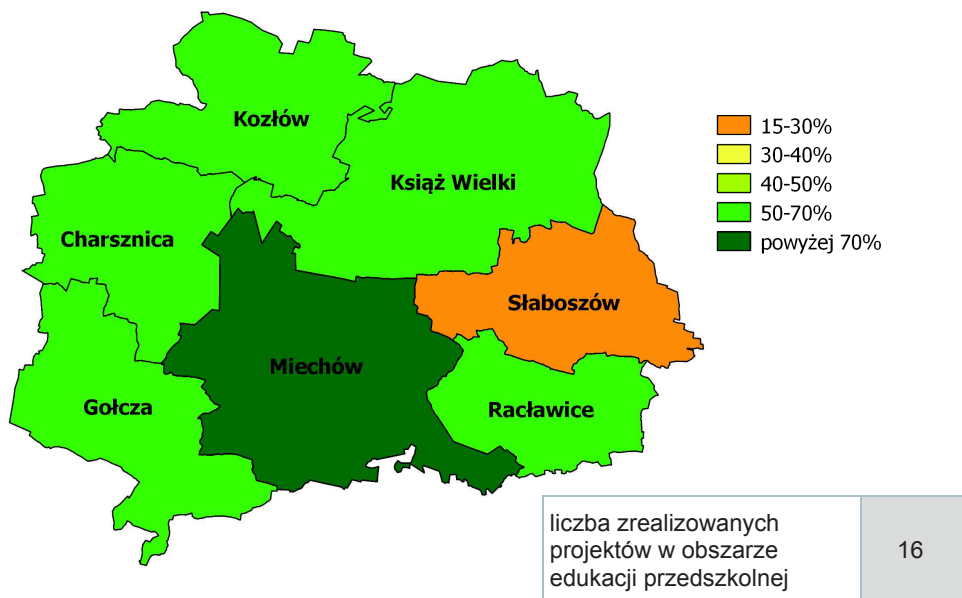 Kozłów
Książ Wielki
Charsznica
Słaboszów
Miechów
Gołcza
Racławice
15-30%
30-40%
40-50%
50-70%
powyżej 70%
liczba zrealizowanych
projektów w obszarze
edukacji przedszkolnej
16